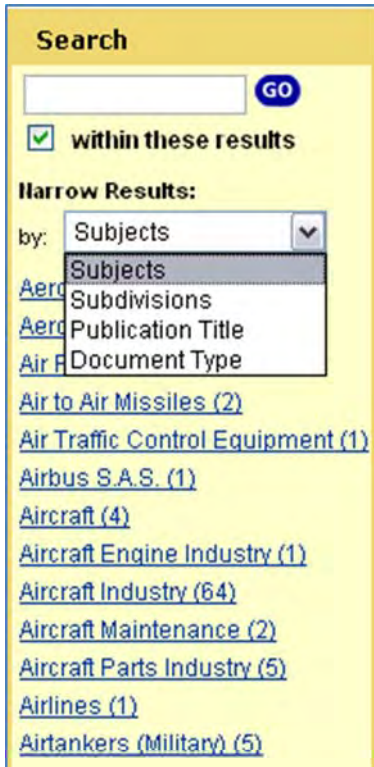 Search
GO
within these results
Narrow Results:
by: Subjects
Subjects
Subdivisions
Publication Title
Document Type
Air to Air Missiles (2)
Air Traffic Control Equipment (1)
Airbus S.A.S. (1)
Aircraft (4)
Aircraft Engine Industry (1)
Aircraft Industry (64)
Aircraft Maintenance (2)
Aircraft Parts Industry (5)
Airlines (1)
Airtankers (Military) (5)